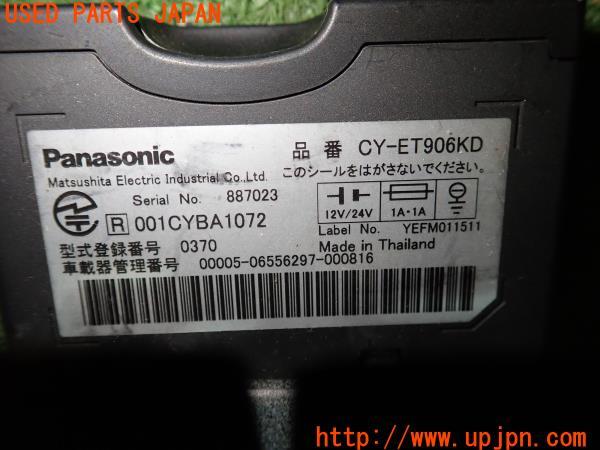 USED PARTS JAPAN
Panasonic
品番 CY-ET906KD
Matsushita Electric Industrial Co.,Ltd.
このシールをはがさないでください。
Serial No. 887023
R 001CYBA1072
12V/24V
1A・1A
Label No. YEFM011511
型式登録番号 0370
Made in Thailand
車載器管理番号 00005-06556297-000816
U.P.J
http://www.upjpn.com